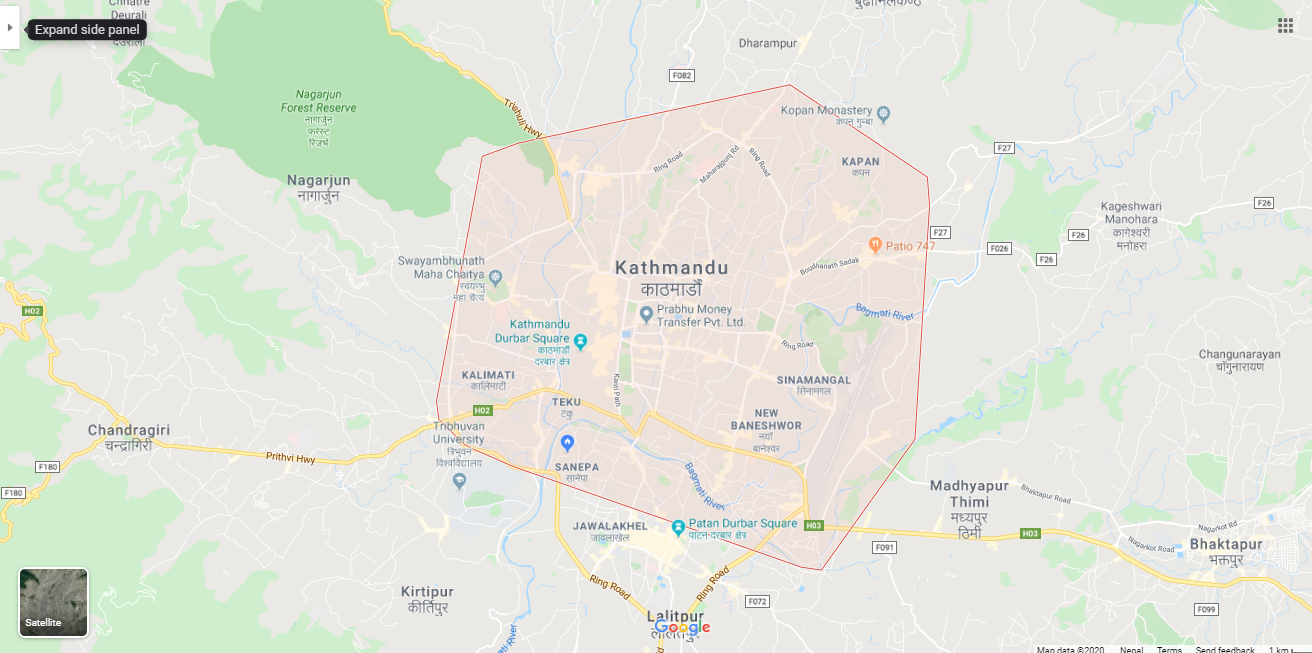 Chhatre
Deurali
देउराली
Expand side panel
बुढानिलकण्ठ
Dharampur
F082
Nagarjun
Forest Reserve
नागार्जुन
फरेस्ट
रिजर्भ
Trishuli Hwy
Kopan Monastery
कपन गुम्बा
F27
Ring Road
Maharajgunj Rd
Ring Road
KAPAN
कपन
Nagarjun
नागार्जुन
Kageshwari
Manohara
कागेश्वरी
मनोहरा
F26
F26
F27
F026
F26
Patio 747
Swayambhunath
Maha Chaitya
स्वयम्भु
महा चैत्य
Kathmandu
काठमाडौँ
Boudhanath Sadak
Prabhu Money
Transfer Pvt. Ltd.
Bagmati River
H02
Kathmandu
Durbar Square
काठमाडौं
दरबार क्षेत्र
Ring Road
Changunarayan
चाँगुनारायण
KALIMATI
कालिमाटी
Kanti Path
SINAMANGAL
सिनामंगल
TEKU
टेकु
H02
NEW
BANESHWOR
नयाँ
बानेश्वर
Chandragiri
चन्द्रागिरी
Tribhuvan
University
त्रिभुवन
विश्वविद्यालय
Prithvi Hwy
F180
F180
SANEPA
सानेपा
Bagmati River
Madhyapur
Thimi
मध्यपुर
ठिमी
Bhaktapur Road
JAWALAKHEL
जावलाखेल
Patan Durbar Square
पाटन दरबार क्षेत्र
H03
H03
F091
Nagarkot Rd
Nagarkot Road
Bhaktapur
भक्तपुर
Kirtipur
कीर्तिपुर
Ring Road
Ring Road
F072
F099
Satellite
Lalitpur
ललितपुर
Google
Bagmati River
Map data ©2020 Nepal Terms Send feedback 1 km